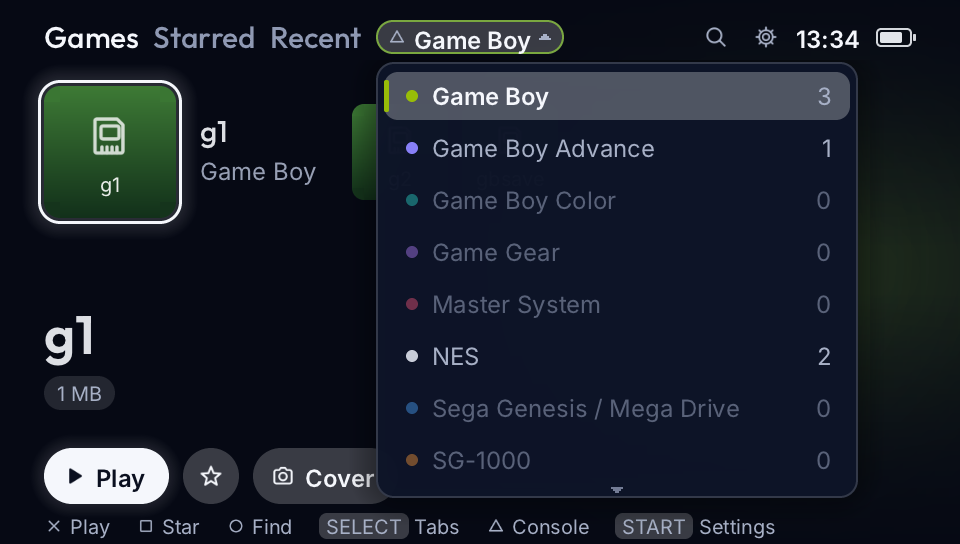 Games Starred Recent Game Boy 13:34
g1
g1
Game Boy
Game Boy 3
Game Boy Advance 1
Game Boy Color 0
Game Gear 0
Master System 0
NES 2
Sega Genesis / Mega Drive 0
SG-1000 0
g1
1 MB
Play Cover
Play Star Find SELECT Tabs Console START Settings